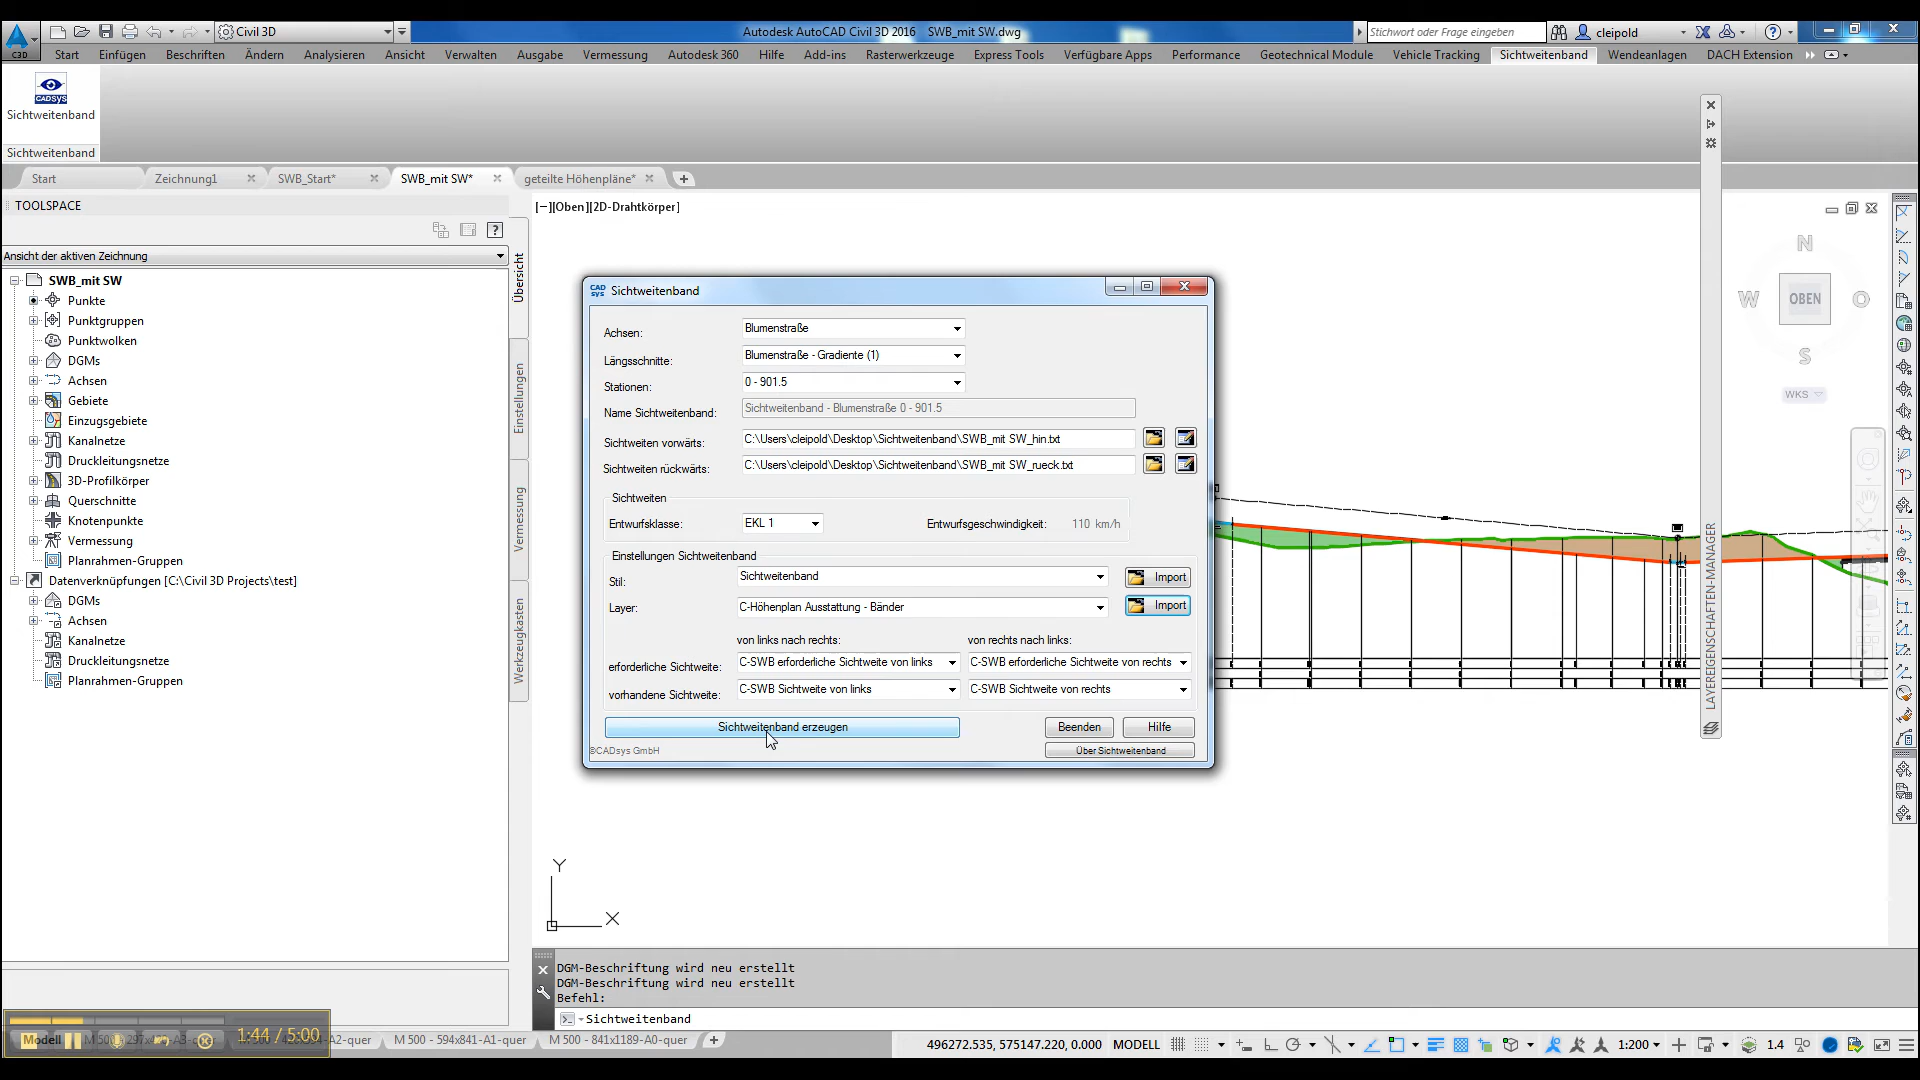 Civil 3D
Autodesk AutoCAD Civil 3D 2016 SWB_mit SW.dwg
Stichwort oder Frage eingeben
cleipold
C3D
Start Einfügen Beschriften Ändern Analysieren Ansicht Verwalten Ausgabe Vermessung Autodesk 360 Hilfe Add-ins Rasterwerkzeuge Express Tools Verfügbare Apps Performance Geotechnical Module Vehicle Tracking Sichtweitenband Wendeanlagen DACH Extension
CADSYS
Sichtweitenband
Sichtweitenband
Start Zeichnung1 SWB_Start* SWB_mit SW* geteilte Höhenpläne*
TOOLSPACE
[−][Oben][2D-Drahtkörper]
Ansicht der aktiven Zeichnung
SWB_mit SW
Punkte
Punktgruppen
Punktwolken
DGMs
Achsen
Gebiete
Einzugsgebiete
Kanalnetze
Druckleitungsnetze
3D-Profilkörper
Querschnitte
Knotenpunkte
Vermessung
Planrahmen-Gruppen
Datenverknüpfungen [C:\Civil 3D Projects\test]
DGMs
Achsen
Kanalnetze
Druckleitungsnetze
Planrahmen-Gruppen
Übersicht
Einstellungen
Vermessung
Werkzeugkasten
CAD
sys
Sichtweitenband
Achsen: Blumenstraße
Längsschnitte: Blumenstraße - Gradiente (1)
Stationen: 0 - 901.5
Name Sichtweitenband: Sichtweitenband - Blumenstraße 0 - 901.5
Sichtweiten vorwärts: C:\Users\cleipold\Desktop\Sichtweitenband\SWB_mit SW_hin.txt
Sichtweiten rückwärts: C:\Users\cleipold\Desktop\Sichtweitenband\SWB_mit SW_rueck.txt
Sichtweiten
Entwurfsklasse: EKL 1 Entwurfsgeschwindigkeit: 110 km/h
Einstellungen Sichtweitenband
Stil: Sichtweitenband Import
Layer: C-Höhenplan Ausstattung - Bänder Import
von links nach rechts: von rechts nach links:
erforderliche Sichtweite: C-SWB erforderliche Sichtweite von links C-SWB erforderliche Sichtweite von rechts
vorhandene Sichtweite: C-SWB Sichtweite von links C-SWB Sichtweite von rechts
Sichtweitenband erzeugen Beenden Hilfe
©CADsys GmbH Über Sichtweitenband
LAYEREIGENSCHAFTEN-MANAGER
N
W OBEN O
S
WKS
Y
X
DGM-Beschriftung wird neu erstellt
DGM-Beschriftung wird neu erstellt
Befehl:
Sichtweitenband
1:44 / 5:00
Modell M 500 - 594x841-A1-quer M 500 - 841x1189-A0-quer
496272.535, 575147.220, 0.000 MODELL 1:200 1.4